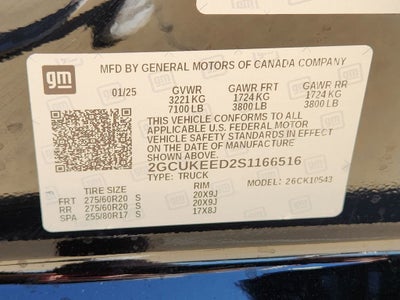 gm
MFD BY GENERAL MOTORS OF CANADA COMPANY
01/25 GVWR GAWR FRT GAWR RR
3221 KG 1724 KG 1724 KG
7100 LB 3800 LB 3800 LB
THIS VEHICLE CONFORMS TO ALL
APPLICABLE U.S. FEDERAL MOTOR
VEHICLE SAFETY STANDARDS IN
EFFECT ON THE DATE OF
MANUFACTURE SHOWN ABOVE.
2GCUKEED2S1166516
TYPE: TRUCK MODEL: 26CK10543
RIM
FRT 275/60R20 S 20X9J
RR 275/60R20 S 20X9J
SPA 255/80R17 S 17X8J